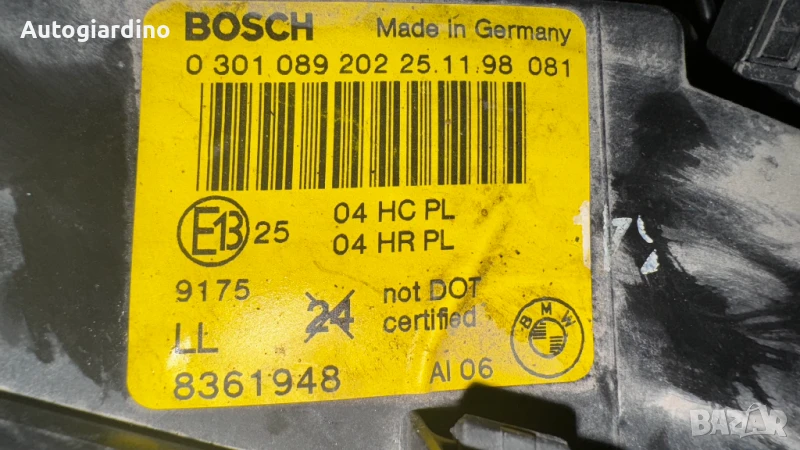 Autogiardino
BOSCH Made in Germany
0 301 089 202 25.11.98 081
E13 25
04 HC PL
04 HR PL
9175
24
not DOT
certified
LL
8361948
AI 06
BMW
BAZAR